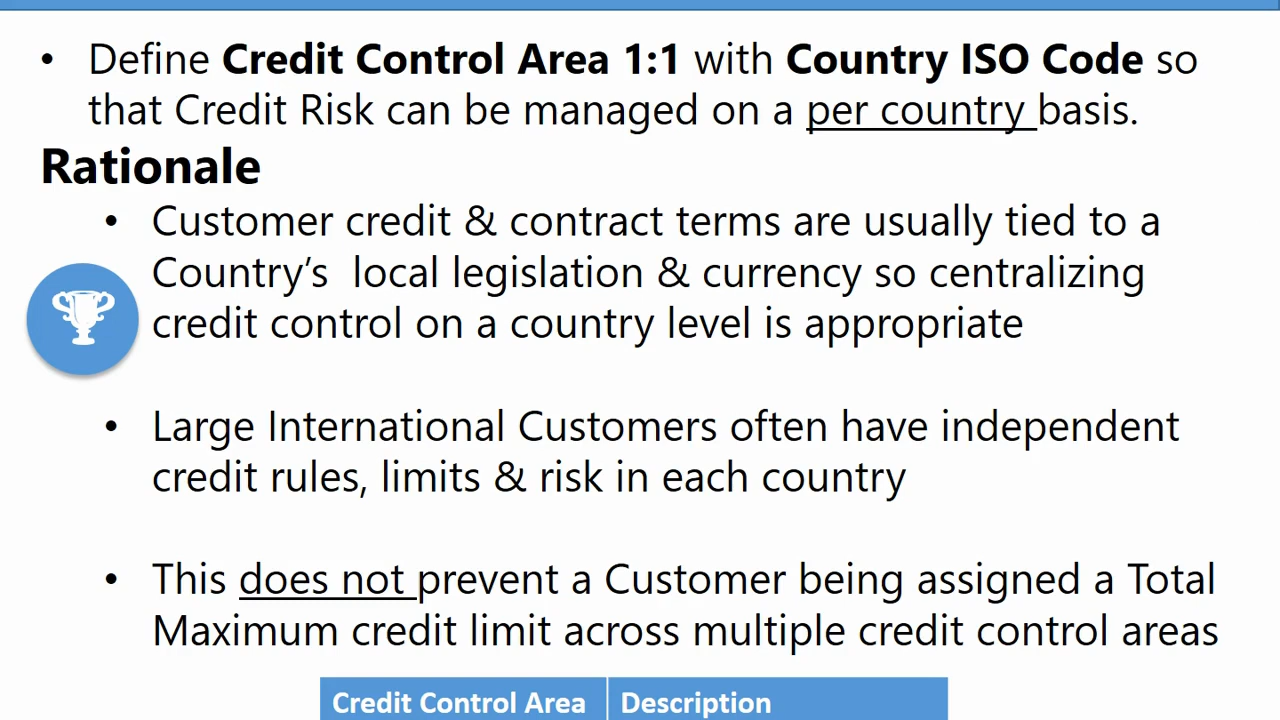 • Define Credit Control Area 1:1 with Country ISO Code so
that Credit Risk can be managed on a per country basis.
Rationale
• Customer credit & contract terms are usually tied to a
Country’s  local legislation & currency so centralizing
credit control on a country level is appropriate
• Large International Customers often have independent
credit rules, limits & risk in each country
• This does not prevent a Customer being assigned a Total
Maximum credit limit across multiple credit control areas
Credit Control Area Description